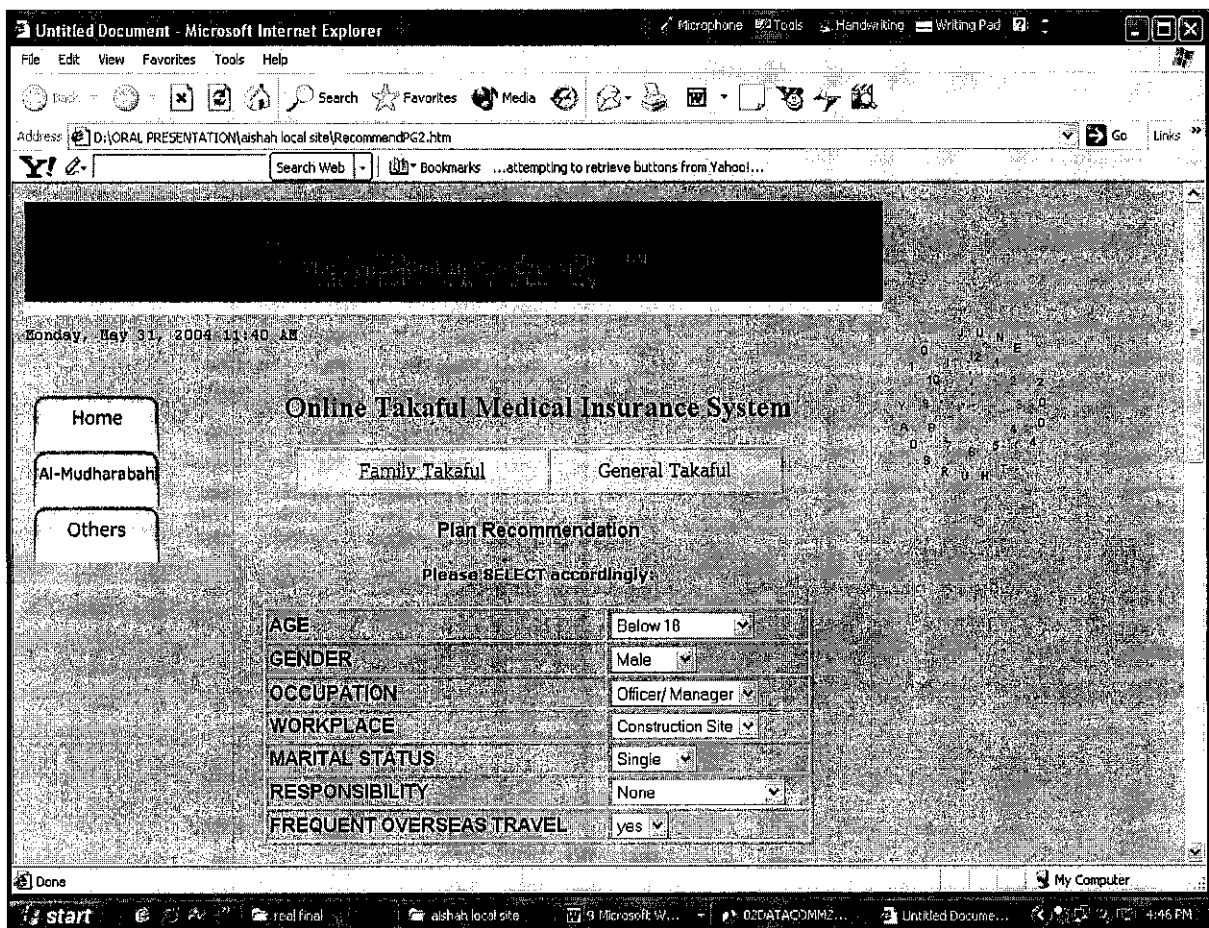 Untitled Document - Microsoft Internet Explorer
Microphone Tools Handwriting Writing Pad
File Edit View Favorites Tools Help
Back Search Favorites Media
Address D:\ORAL PRESENTATION\aishah local site\RecommendPG2.htm Go Links »
Y! Search Web Bookmarks ...attempting to retrieve buttons from Yahoo!...
Monday, May 31, 2004 11:40 AM
Home
Al-Mudharabah
Others
Online Takaful Medical Insurance System
Family Takaful General Takaful
Plan Recommendation
Please SELECT accordingly:
AGE Below 18
GENDER Male
OCCUPATION Officer/ Manager
WORKPLACE Construction Site
MARITAL STATUS Single
RESPONSIBILITY None
FREQUENT OVERSEAS TRAVEL yes
Done My Computer
start real final aishah local site 9 Microsoft W... 02DATACOMM2... Untitled Docume... 4:46 PM